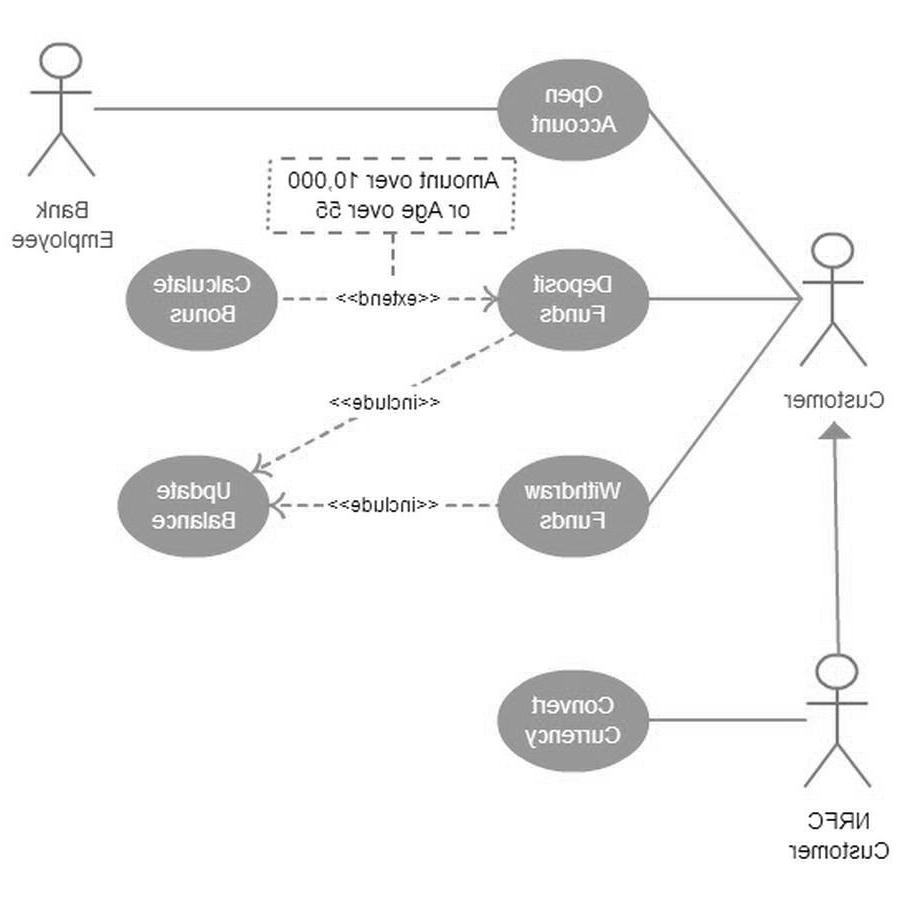 Open
Account
Bank
Employee
Amount over 10,000
or Age over 55
Calculate
Bonus
<<extend>>
Deposit
Funds
Customer
<<include>>
Update
Balance
<<include>>
Withdraw
Funds
Convert
Currency
NRFC
Customer